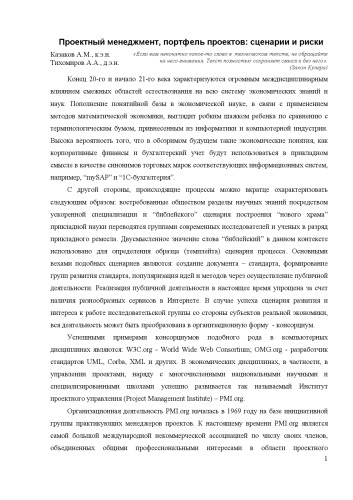 Проектный менеджмент, портфель проектов: сценарии и риски
Казаков А.М., к.э.н.
Тихомиров А.А., д.э.н.
«Если вам непонятно какое-то слово в техническом тексте, не обращайте
на него внимания. Текст полностью сохраняет смысл и без него».
(Закон Купера)
Конец 20-го и начало 21-го века характеризуются огромным междисциплинарным
влиянием смежных областей естествознания на всю систему экономических знаний и
наук. Пополнение понятийной базы в экономической науке, в связи с применением
методов математической экономики, выглядит робким шажком ребенка по сравнению с
терминологическим бумом, привнесенным из информатики и компьютерной индустрии.
Высока вероятность того, что в обозримом будущем такие экономические понятия, как
корпоративные финансы и бухгалтерский учет будут использоваться в прикладном
смысле в качестве синонимов торговых марок соответствующих информационных систем,
например, “mySAP” и “1С-бухгалтерия”.
С другой стороны, происходящие процессы можно вкратце охарактеризовать
следующим образом: востребованные обществом разделы научных знаний посредством
ускоренной специализации и “библейского” сценария построения “нового храма”
прикладной науки переводятся группами современных исследователей и ученых в разряд
прикладного ремесла. Двусмысленное значение слова “библейский” в данном контексте
использовано для определения образца (темплейта) сценария процесса. Основными
вехами подобных сценариев являются: создание документа – стандарта, формирование
групп развития стандарта, популяризация идей и методов через осуществление публичной
деятельности. Реализация публичной деятельности в настоящее время упрощена за счет
наличия разнообразных сервисов в Интернете. В случае успеха сценария развития и
интереса к работе исследовательской группы со стороны субъектов реальной экономики,
вся деятельность может быть преобразована в организационную форму - консорциум.
Успешными примерами консорциумов подобного рода в компьютерных
дисциплинах являются: W3C.org - World Wide Web Consortium, OMG.org - разработчик
стандартов UML, Corba, XML и других. В экономических дисциплинах, в частности, в
управлении проектами, наряду с многочисленными национальными научными и
специализированными школами успешно развивается так называемый Институт
проектного управления (Project Management Institute) – PMI.org.
Организационная деятельность PMI.org началась в 1969 году на базе инициативной
группы практикующих менеджеров проектов. К настоящему времени PMI.org является
самой большой международной некоммерческой ассоциацией по числу своих членов,
объединенных общими профессиональными интересами в области проектного
1